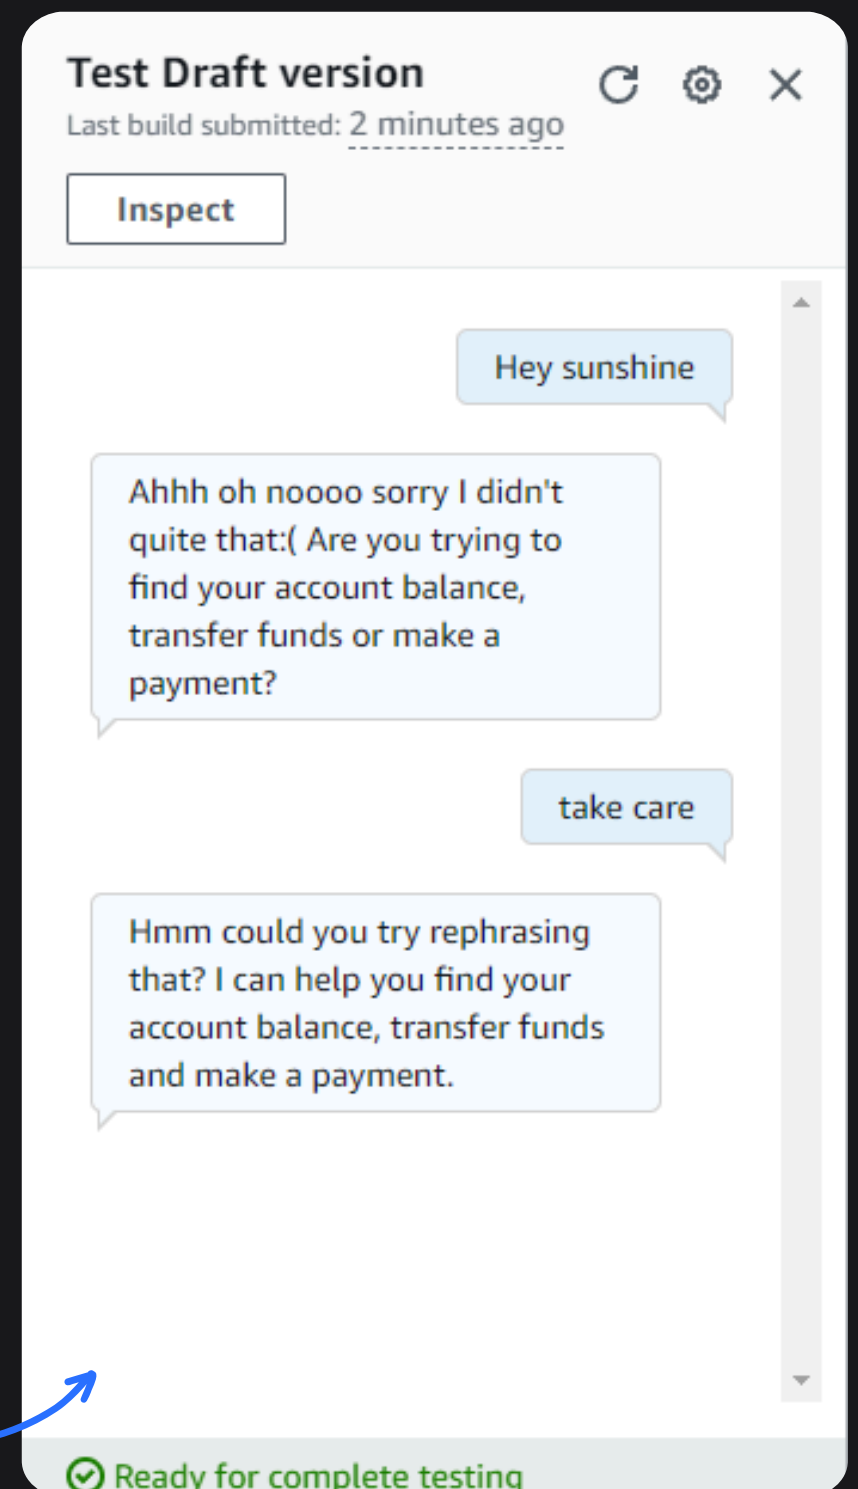 Test Draft version
Last build submitted: 2 minutes ago
Inspect
Hey sunshine
Ahhh oh noooo sorry I didn't
quite that:( Are you trying to
find your account balance,
transfer funds or make a
payment?
take care
Hmm could you try rephrasing
that? I can help you find your
account balance, transfer funds
and make a payment.
Ready for complete testing